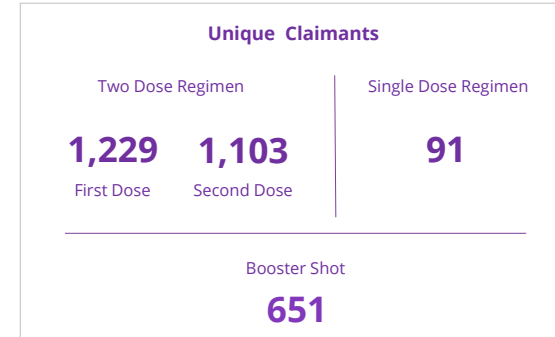 Unique Claimants
Two Dose Regimen
Single Dose Regimen
1,229
1,103
91
First Dose
Second Dose
Booster Shot
651